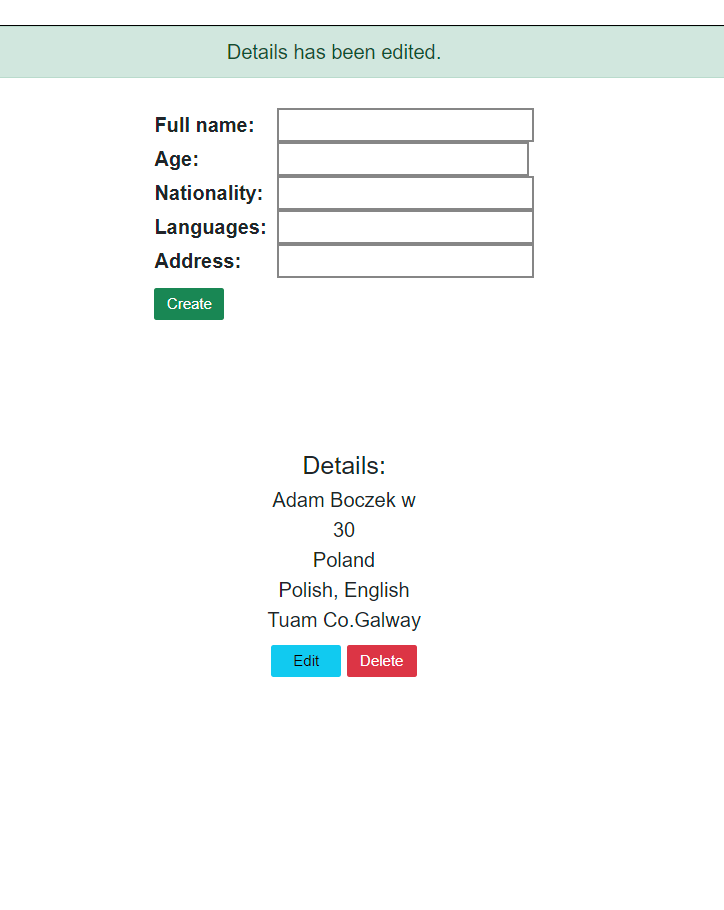 Details has been edited.
Full name:
Age:
Nationality:
Languages:
Address:
Create
Details:
Adam Boczek w
30
Poland
Polish, English
Tuam Co.Galway
Edit Delete